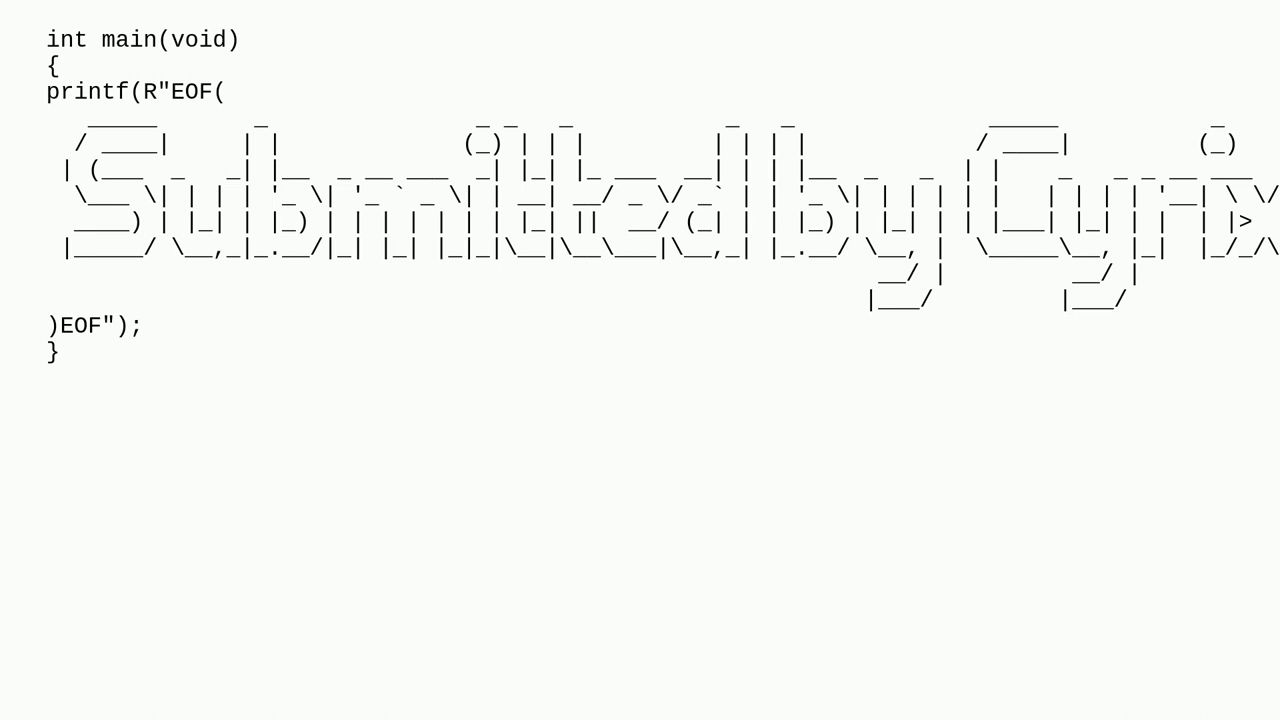 int main(void)
{
printf(R"EOF(
Submitted by Cyrix
)EOF");
}